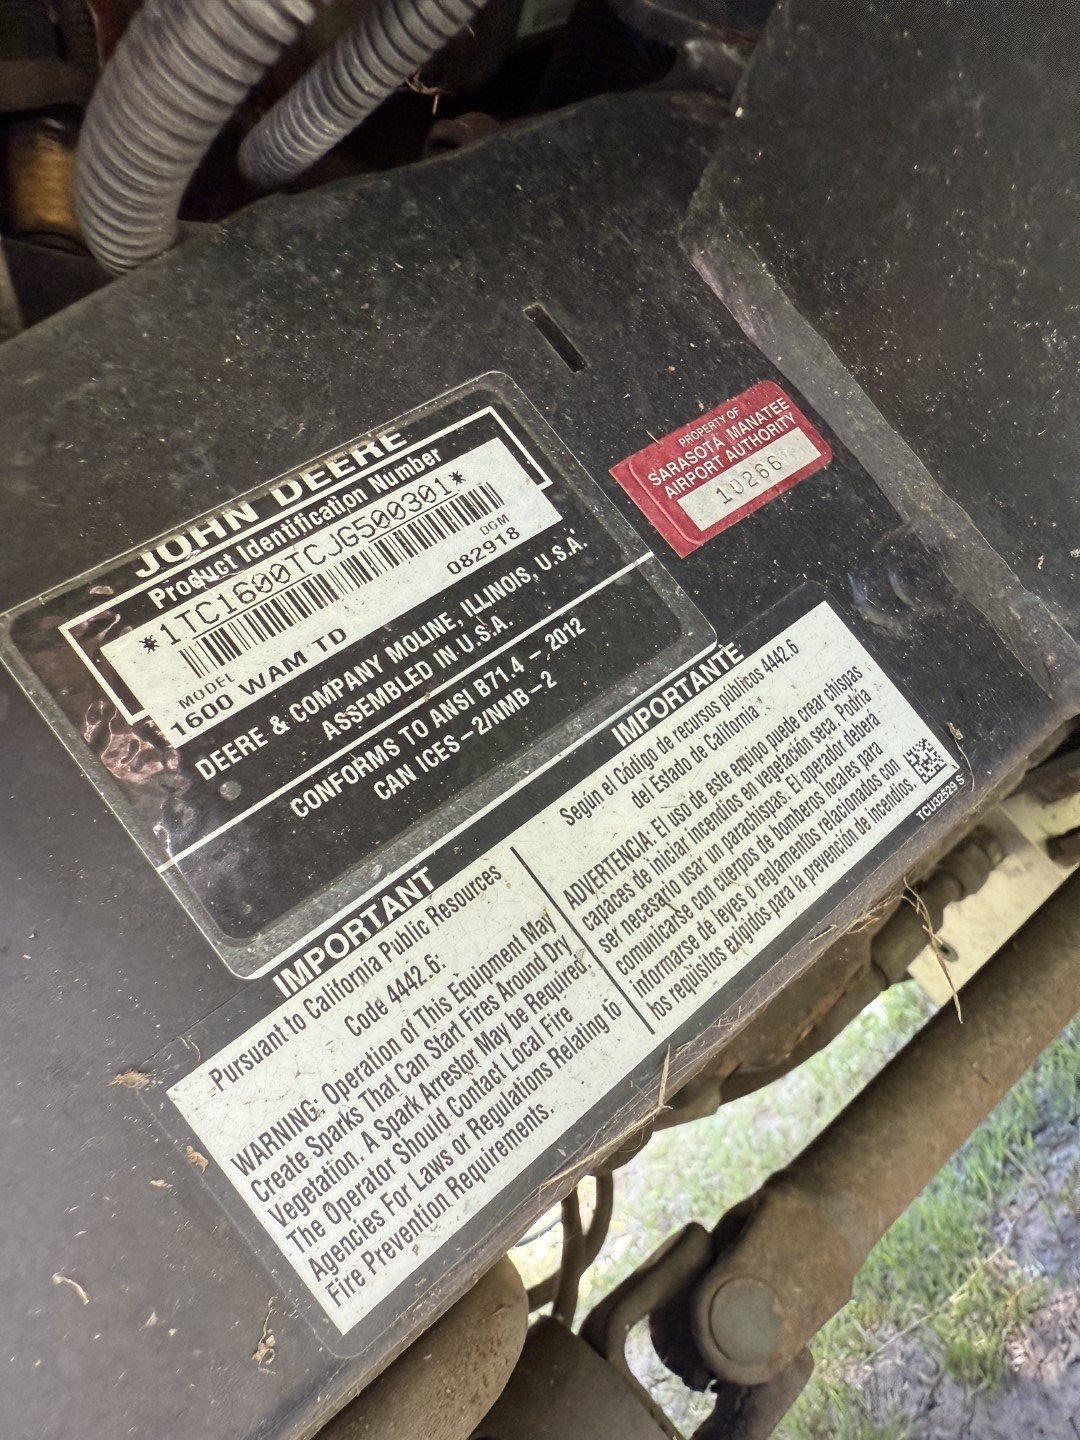 JOHN DEERE
Product Identification Number
*1TC1600TCJG500301*
MODEL
DGM
1600 WAM TD
082918
DEERE & COMPANY MOLINE, ILLINOIS, U.S.A.
ASSEMBLED IN U.S.A.
CONFORMS TO ANSI B71.4 – 2012
CAN ICES–2/NMB–2
PROPERTY OF
SARASOTA MANATEE
AIRPORT AUTHORITY
10266
IMPORTANT
Pursuant to California Public Resources
Code 4442.6:
WARNING: Operation of This Equipment May
Create Sparks That Can Start Fires Around Dry
Vegetation. A Spark Arrestor May be Required.
The Operator Should Contact Local Fire
Agencies For Laws or Regulations Relating to
Fire Prevention Requirements.
IMPORTANTE
Según el Código de recursos públicos 4442.6
del Estado de California
ADVERTENCIA: El uso de este equipo puede crear chispas
capaces de iniciar incendios en vegetación seca. Podría
ser necesario usar un parachispas. El operador deberá
comunicarse con cuerpos de bomberos locales para
informarse de leyes o reglamentos relacionados con
los requisitos exigidos para la prevención de incendios.
TCU32529 S